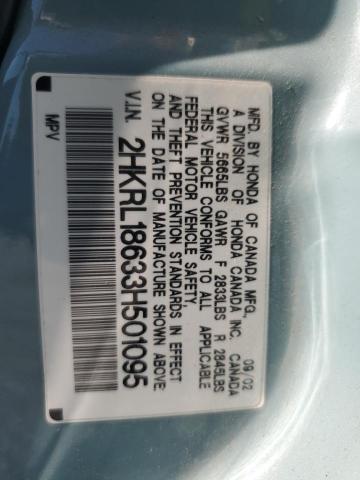 MFD. BY HONDA OF CANADA MFG.,
A DIVISION OF HONDA CANADA INC. 09/02
GVWR 5665LBS GAWR F 2833LBS R 2845LBS CANADA
THIS VEHICLE CONFORMS TO ALL APPLICABLE
FEDERAL MOTOR VEHICLE SAFETY,
AND THEFT PREVENTION STANDARDS IN EFFECT
ON THE DATE OF MANUFACTURE SHOWN ABOVE.
V.I.N. 2HKRL18633H501095
MPV